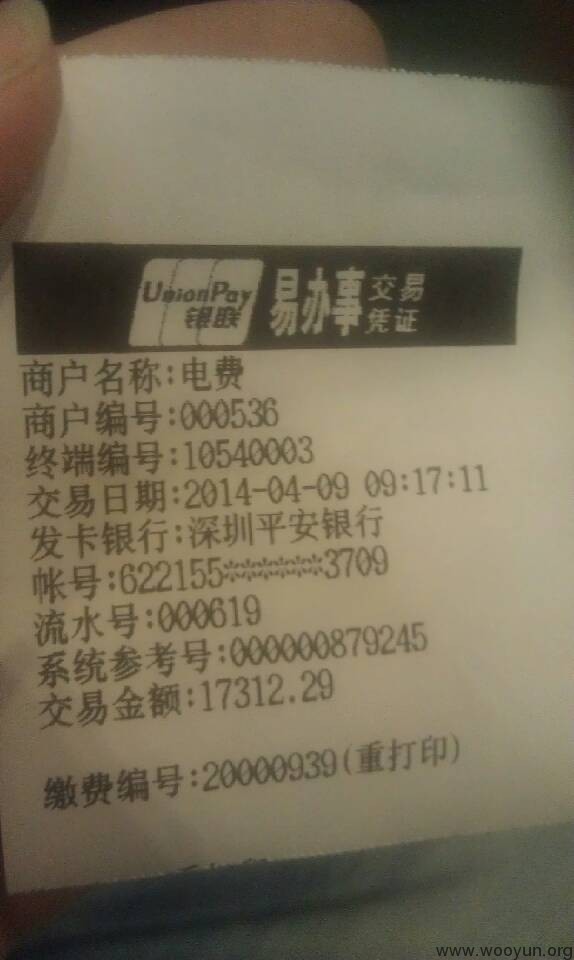 UnionPay 银联 易办事 交易凭证
商户名称:电费
商户编号:000536
终端编号:10540003
交易日期:2014-04-09 09:17:11
发卡银行:深圳平安银行
帐号:622155******3709
流水号:000619
系统参考号:000000879245
交易金额:17312.29
缴费编号:20000939(重打印)
www.wooyun.org